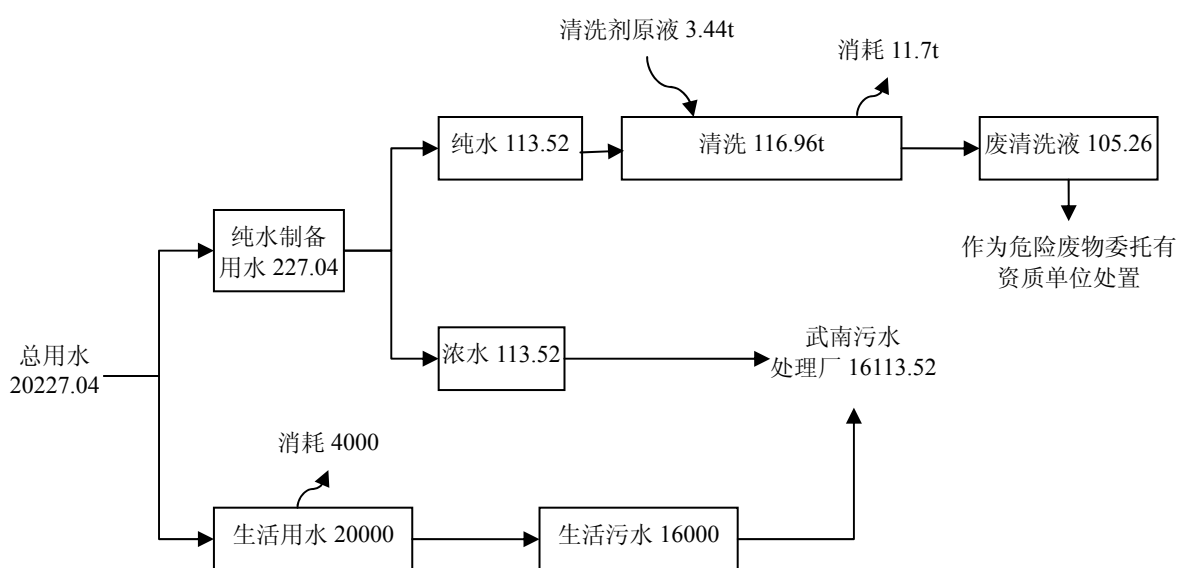 清洗剂原液 3.44t
消耗 11.7t
纯水 113.52
清洗 116.96t
废清洗液 105.26
纯水制备
用水 227.04
作为危险废物委托有
资质单位处置
总用水
20227.04
浓水 113.52
武南污水
处理厂 16113.52
消耗 4000
生活用水 20000
生活污水 16000